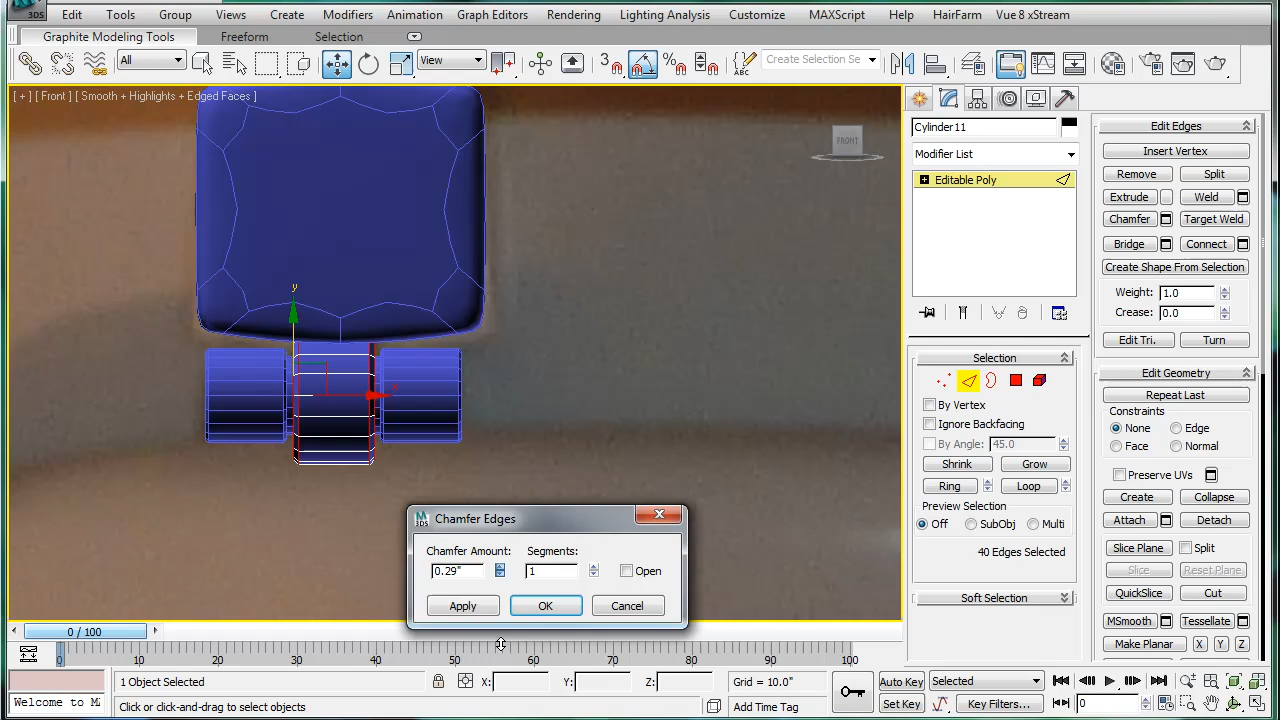 3DS
Edit Tools Group Views Create Modifiers Animation Graph Editors Rendering Lighting Analysis Customize MAXScript Help HairFarm Vue 8 xStream
Graphite Modeling Tools Freeform Selection
All View 3 % ABC Create Selection Se
[ + ] [ Front ] [ Smooth + Highlights + Edged Faces ]
FRONT
y
x
Cylinder11
Modifier List
Editable Poly
Selection
By Vertex
Ignore Backfacing
By Angle: 45.0
Shrink Grow
Ring Loop
Preview Selection
Off SubObj Multi
40 Edges Selected
Soft Selection
Edit Edges
Insert Vertex
Remove Split
Extrude Weld
Chamfer Target Weld
Bridge Connect
Create Shape From Selection
Weight: 1.0
Crease: 0.0
Edit Tri. Turn
Edit Geometry
Repeat Last
Constraints
None Edge
Face Normal
Preserve UVs
Create Collapse
Attach Detach
Slice Plane Split
Slice Reset Plane
QuickSlice Cut
MSmooth Tessellate
Make Planar X Y Z
3DS Chamfer Edges
Chamfer Amount: Segments:
0.29" 1 Open
Apply OK Cancel
0 / 100
0 10 20 30 40 50 60 70 80 90 100
1 Object Selected X: Y: Z: Grid = 10.0" Auto Key Selected
Welcome to M
Click or click-and-drag to select objects Add Time Tag Set Key Key Filters... 0